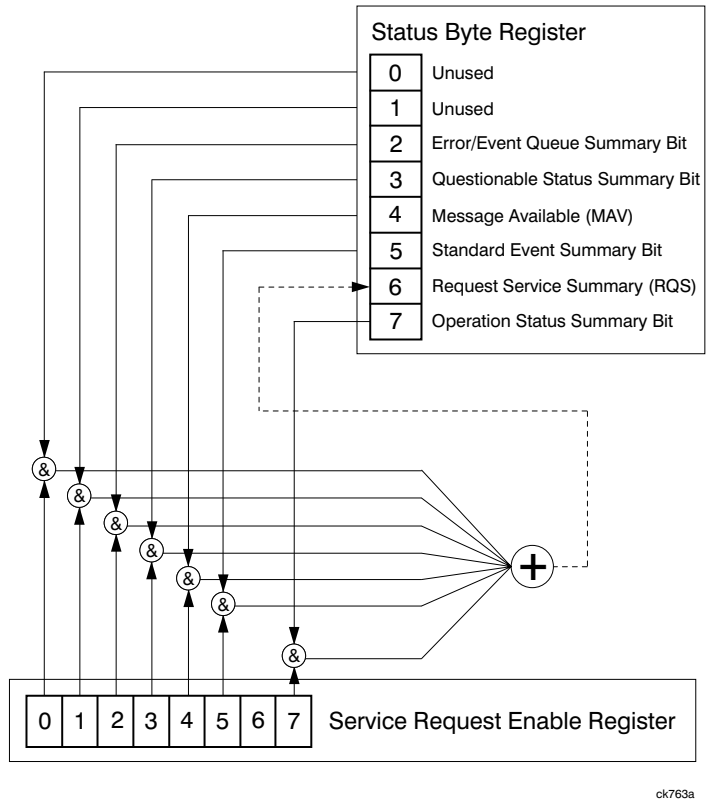 Status Byte Register
0 Unused
1 Unused
2 Error/Event Queue Summary Bit
3 Questionable Status Summary Bit
4 Message Available (MAV)
5 Standard Event Summary Bit
6 Request Service Summary (RQS)
7 Operation Status Summary Bit
&
&
&
&
&
&
&
+
0 1 2 3 4 5 6 7 Service Request Enable Register
ck763a